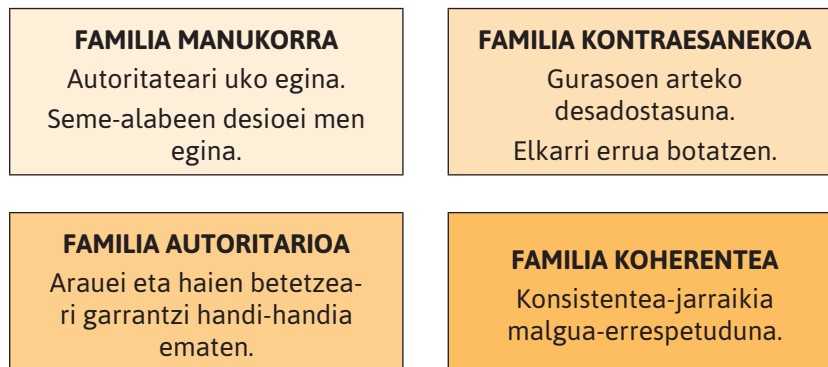 FAMILIA MANUKORRA
Autoritateari uko egina.
Seme-alabeen desioei men
egina.
FAMILIA KONTRAESANEKOA
Gurasoen arteko
desadostasuna.
Elkarri errua botatzen.
FAMILIA AUTORITARIOA
Arauei eta haien betetzea-
ri garrantzi handi-handia
ematen.
FAMILIA KOHERENTEA
Konsistentea-jarraikia
malgua-errespetuduna.